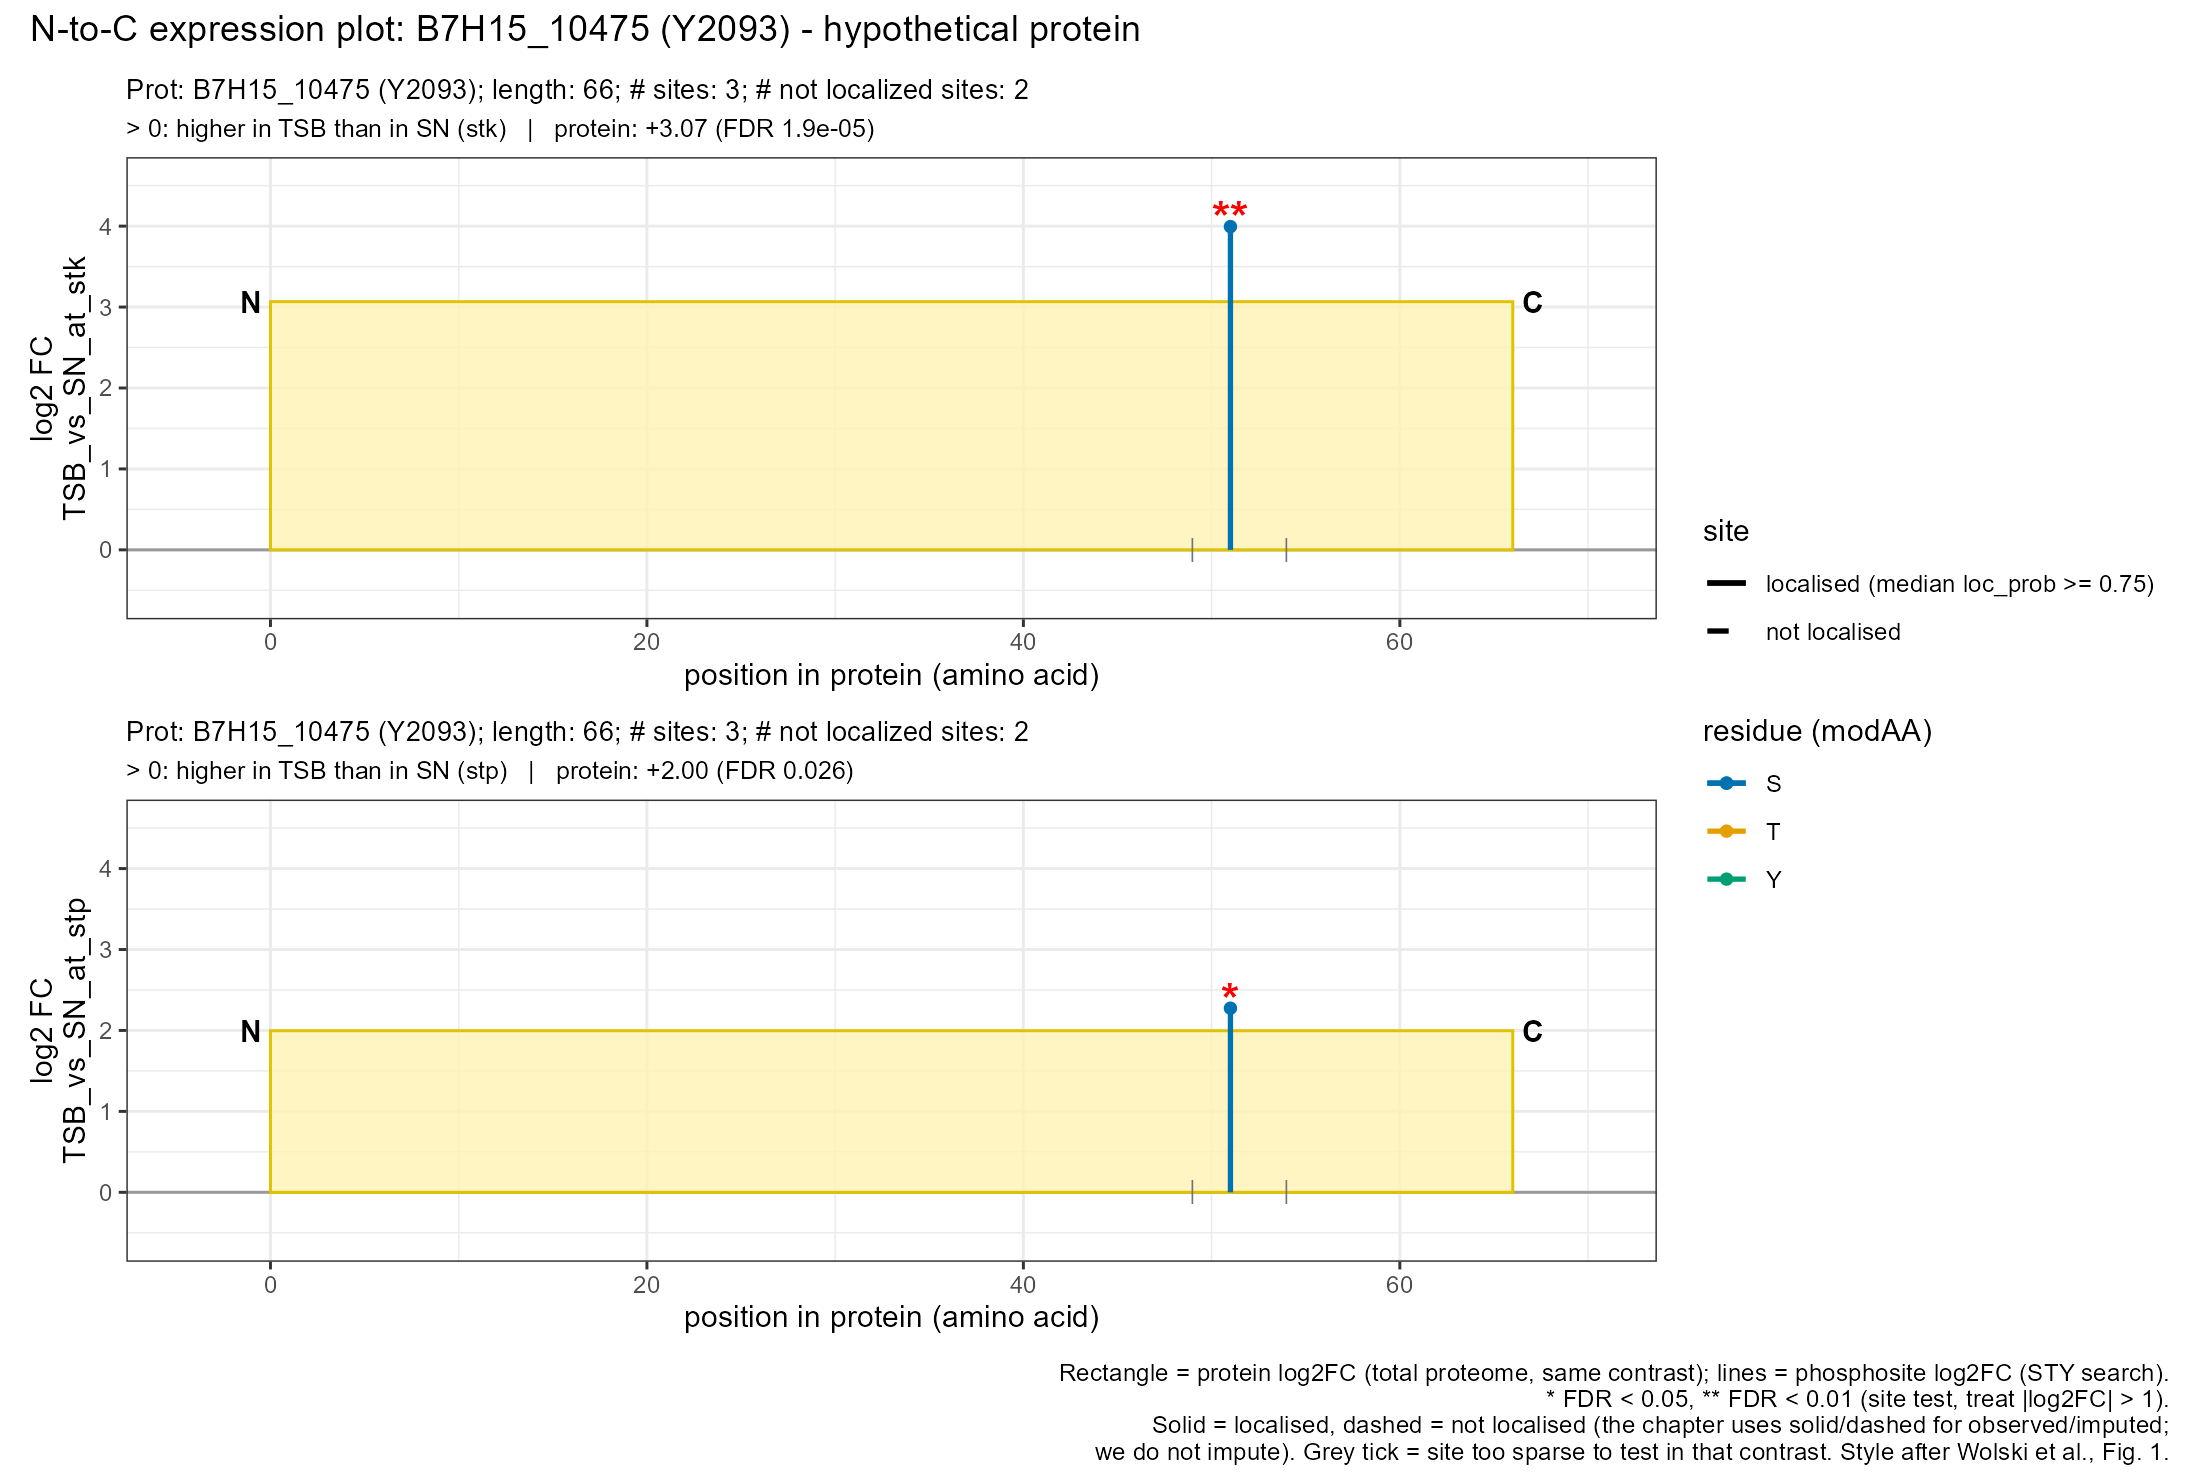 N-to-C expression plot: B7H15_10475 (Y2093) - hypothetical protein
Prot: B7H15_10475 (Y2093); length: 66; # sites: 3; # not localized sites: 2
> 0: higher in TSB than in SN (stk)   |   protein: +3.07 (FDR 1.9e-05)
log2 FC
TSB_vs_SN_at_stk
4
3
2
1
0
N
**
C
0
20
40
60
position in protein (amino acid)
Prot: B7H15_10475 (Y2093); length: 66; # sites: 3; # not localized sites: 2
> 0: higher in TSB than in SN (stp)   |   protein: +2.00 (FDR 0.026)
log2 FC
TSB_vs_SN_at_stp
4
3
2
1
0
N
*
C
0
20
40
60
position in protein (amino acid)
site
localised (median loc_prob >= 0.75)
not localised
residue (modAA)
S
T
Y
Rectangle = protein log2FC (total proteome, same contrast); lines = phosphosite log2FC (STY search).
* FDR < 0.05, ** FDR < 0.01 (site test, treat |log2FC| > 1).
Solid = localised, dashed = not localised (the chapter uses solid/dashed for observed/imputed;
we do not impute). Grey tick = site too sparse to test in that contrast. Style after Wolski et al., Fig. 1.